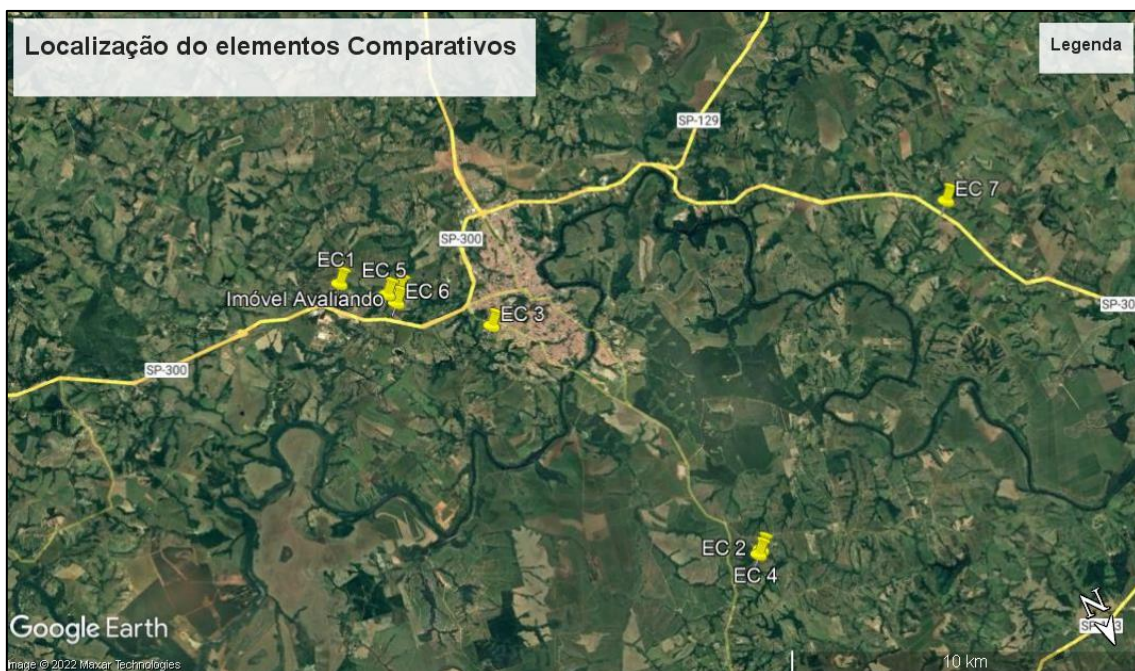 Localização do elementos Comparativos
Legenda
SP-129
EC 7
SP-300
EC1
EC 5
Imóvel Avaliando
EC 6
EC 3
SP-30
SP-300
EC 2
EC 4
N
Google Earth
Image © 2022 Maxar Technologies
10 km